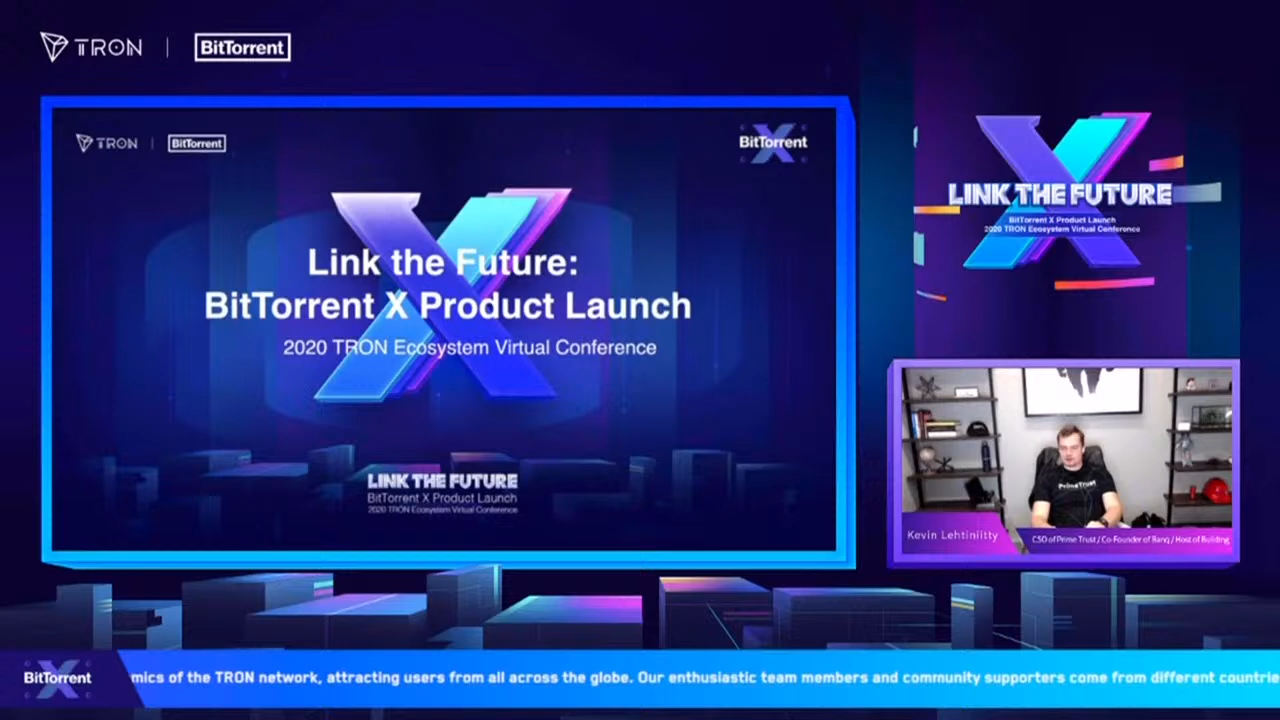 TRON | BitTorrent
TRON | BitTorrent
BitTorrent
Link the Future:
BitTorrent X Product Launch
2020 TRON Ecosystem Virtual Conference
LINK THE FUTURE
BitTorrent X Product Launch
2020 TRON Ecosystem Virtual Conference
LINK THE FUTURE
BitTorrent X Product Launch
2020 TRON Ecosystem Virtual Conference
PrimeTrust
Kevin Lehtiniitty
CSO of Prime Trust / Co-Founder of Banq / Host of Building
BitTorrent
mics of the TRON network, attracting users from all across the globe. Our enthusiastic team members and community supporters come from different countrie